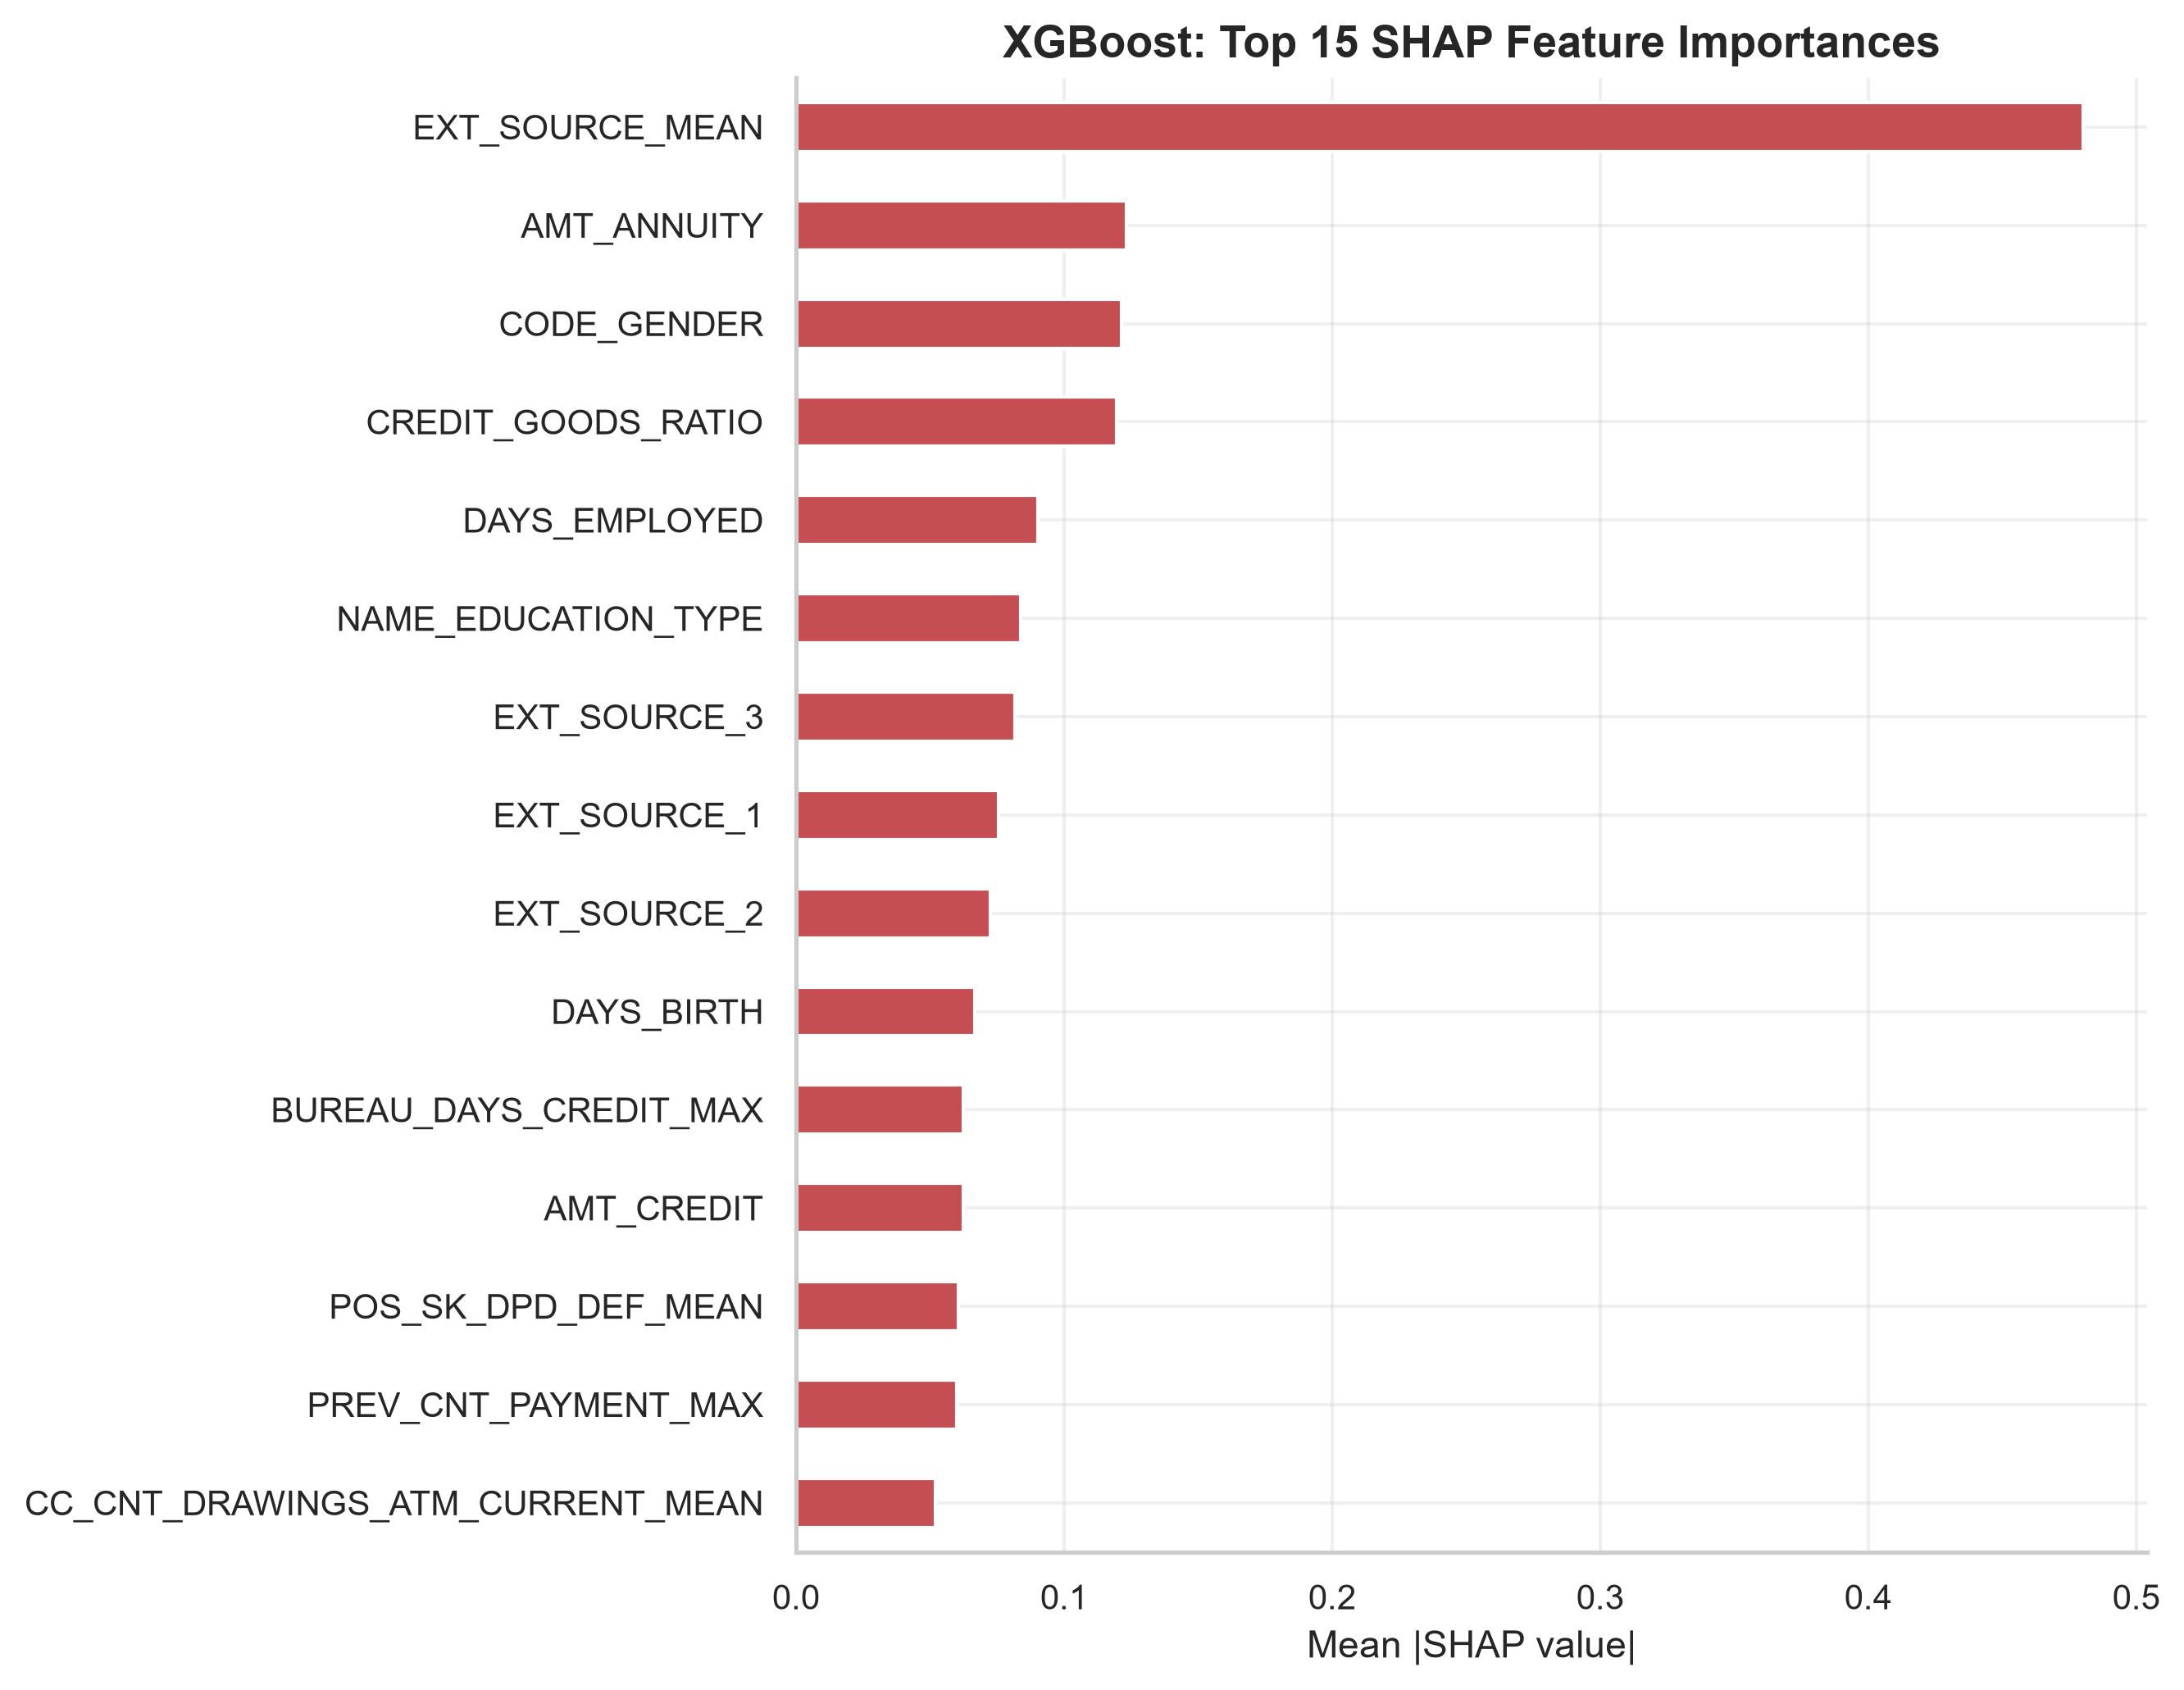 XGBoost: Top 15 SHAP Feature Importances
EXT_SOURCE_MEAN
AMT_ANNUITY
CODE_GENDER
CREDIT_GOODS_RATIO
DAYS_EMPLOYED
NAME_EDUCATION_TYPE
EXT_SOURCE_3
EXT_SOURCE_1
EXT_SOURCE_2
DAYS_BIRTH
BUREAU_DAYS_CREDIT_MAX
AMT_CREDIT
POS_SK_DPD_DEF_MEAN
PREV_CNT_PAYMENT_MAX
CC_CNT_DRAWINGS_ATM_CURRENT_MEAN
0.0 0.1 0.2 0.3 0.4 0.5
Mean |SHAP value|